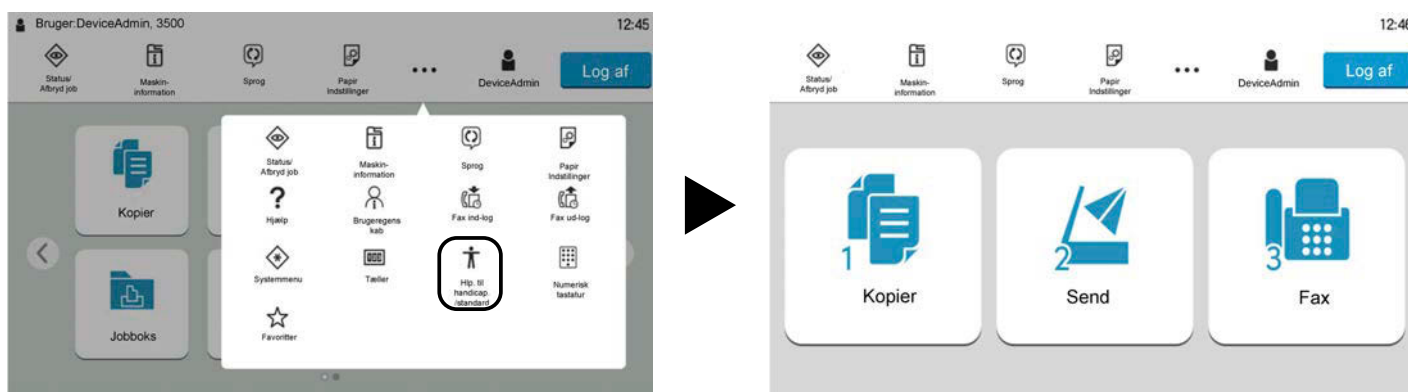 Bruger:DeviceAdmin, 3500
12:45
Status/
Afbryd job
Maskin-
information
Sprog
Papir
Indstillinger
DeviceAdmin
Log af
Kopier
Jobboks
Status/
Afbryd job
Maskin-
information
Sprog
Papir
Indstillinger
?
Hjælp
Brugeregens
kab
Fax ind-log
Fax ud-log
Systemmenu
Tæller
Hlp. til
handicap.
/standard
Numerisk
tastatur
Favoritter
12:46
Status/
Afbryd job
Maskin-
information
Sprog
Papir
Indstillinger
DeviceAdmin
Log af
1
Kopier
2
Send
3
Fax